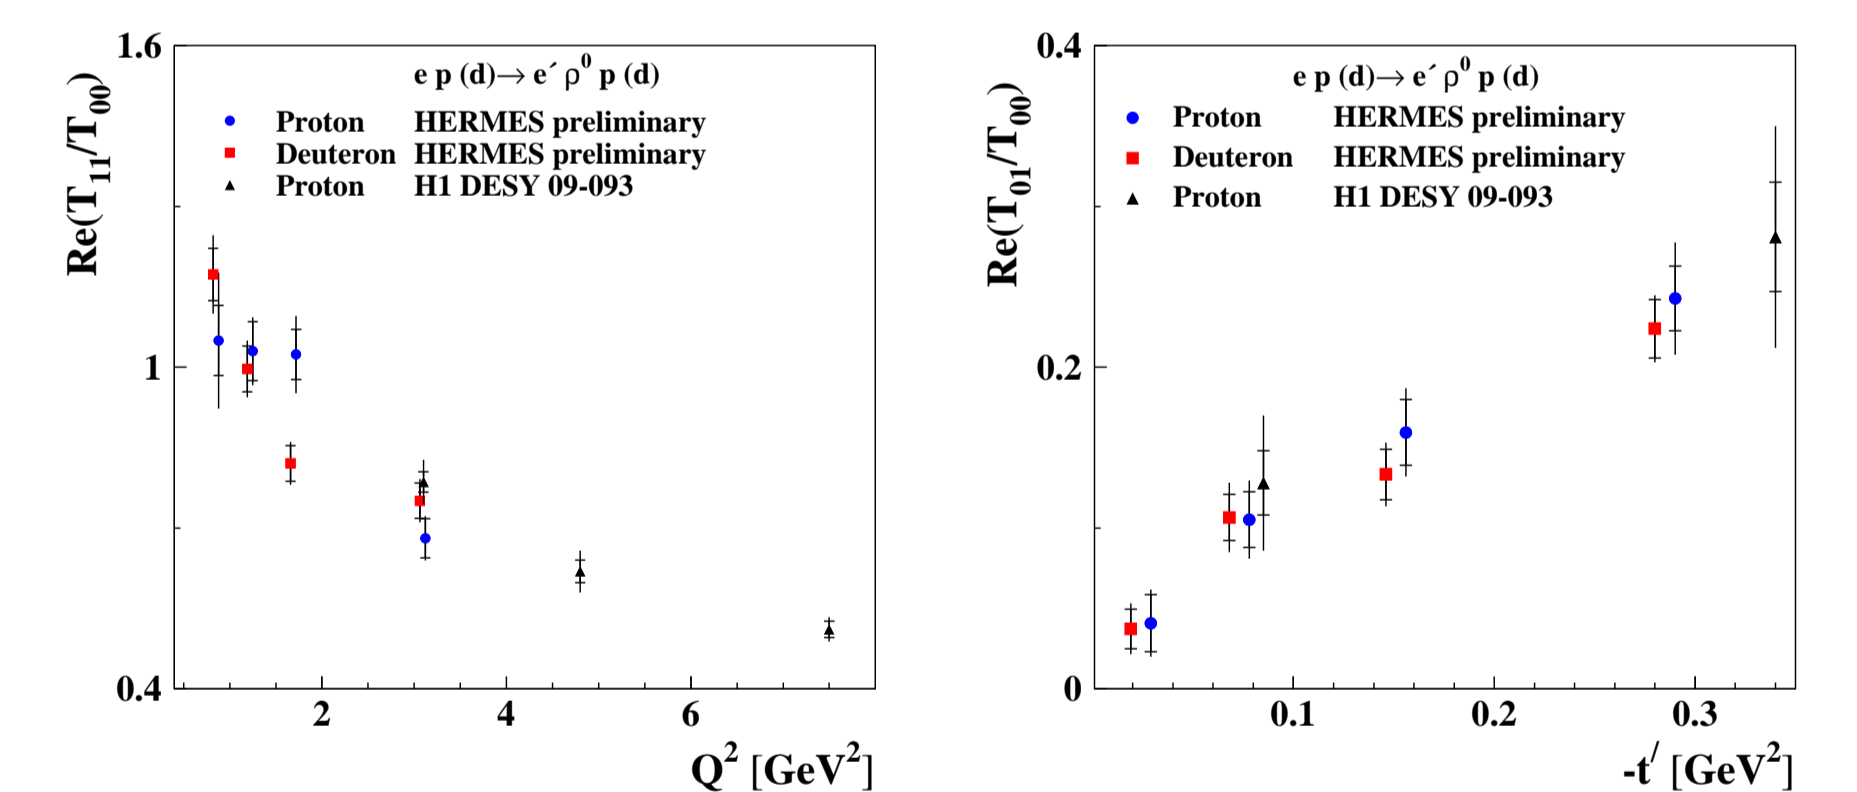 1.6
1
0.4
Re(T11/T00)
e p (d)→ e´ ρ⁰ p (d)
Proton HERMES preliminary
Deuteron HERMES preliminary
Proton H1 DESY 09-093
2 4 6
Q² [GeV²]
0.4
0.2
0
Re(T01/T00)
e p (d)→ e´ ρ⁰ p (d)
Proton HERMES preliminary
Deuteron HERMES preliminary
Proton H1 DESY 09-093
0.1 0.2 0.3
-t′ [GeV²]